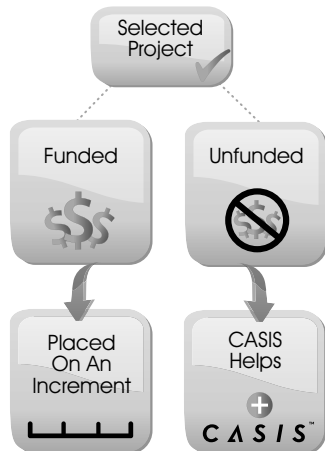 Selected
Project
Funded
Unfunded
$$$
$$$
Placed
On An
Increment
CASIS
Helps
+
CASIS™